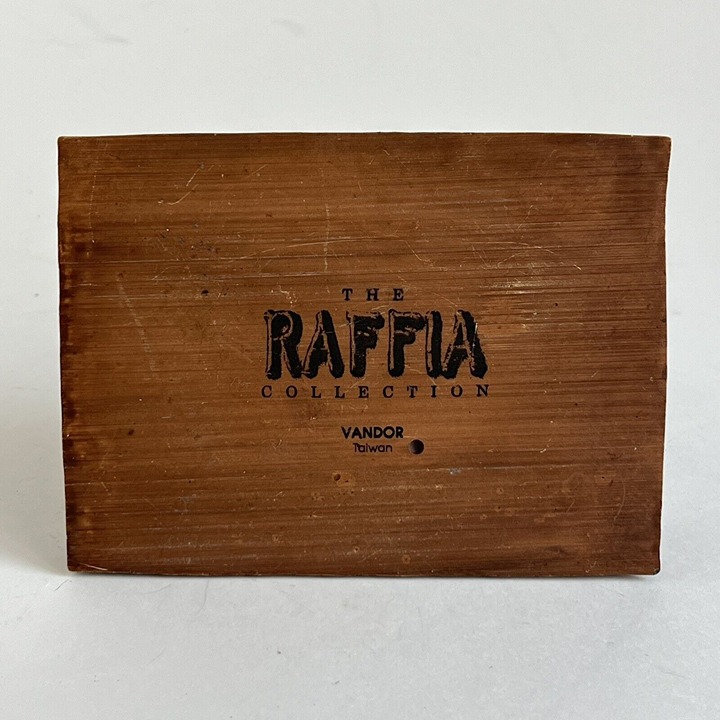 THE
RAFFIA
COLLECTION
VANDOR
Taiwan